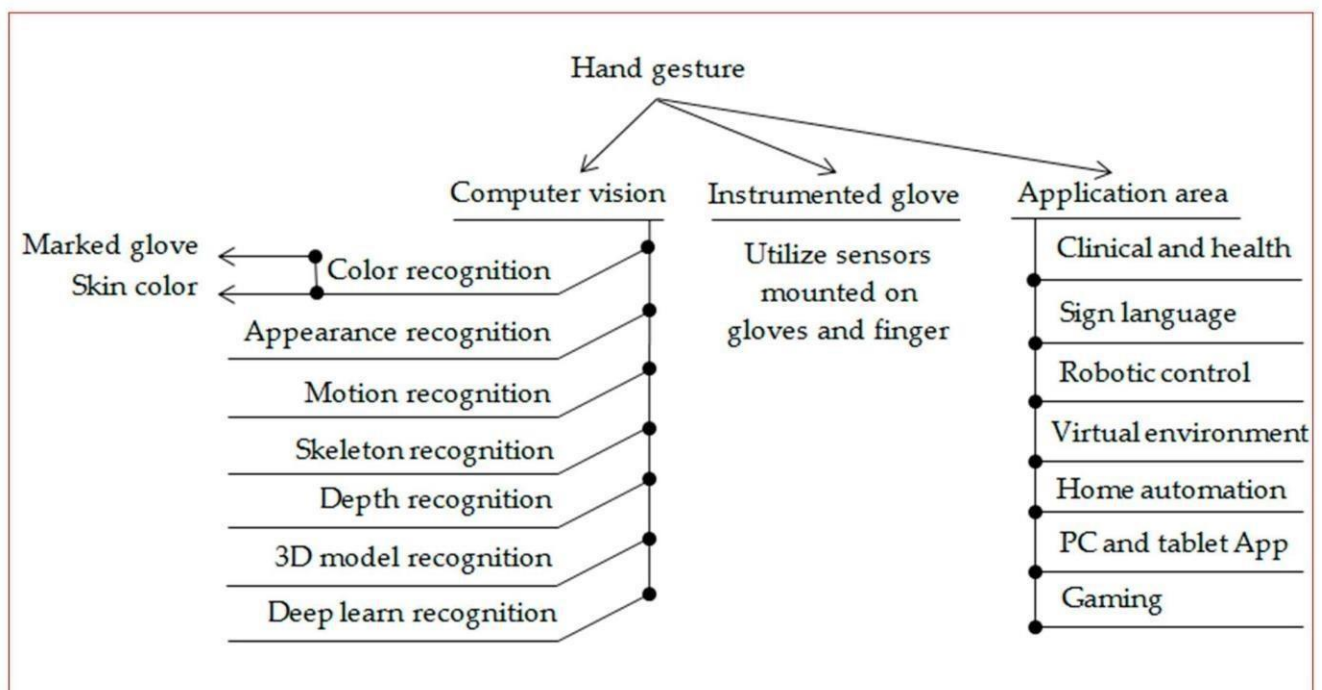 Hand gesture
Computer vision
Marked glove
Skin color
Color recognition
Appearance recognition
Motion recognition
Skeleton recognition
Depth recognition
3D model recognition
Deep learn recognition
Instrumented glove
Utilize sensors
mounted on
gloves and finger
Application area
Clinical and health
Sign language
Robotic control
Virtual environment
Home automation
PC and tablet App
Gaming